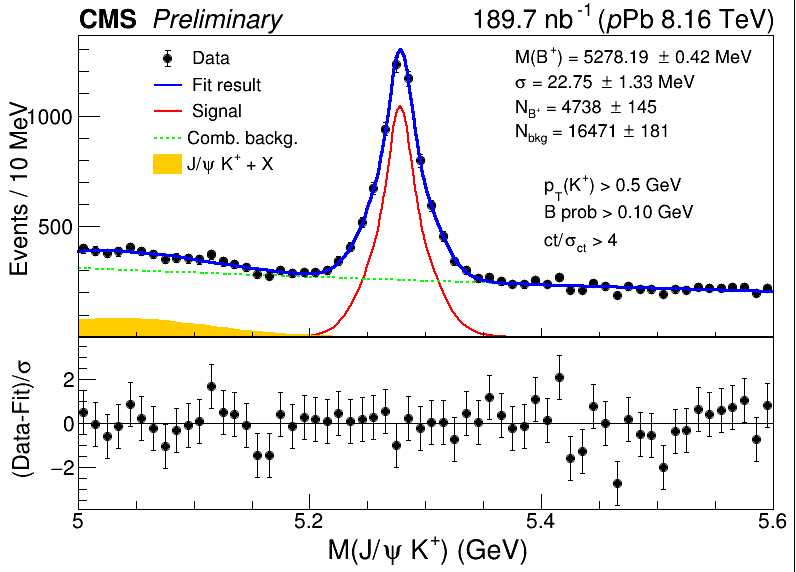 CMS Preliminary 189.7 nb⁻¹ (pPb 8.16 TeV)
Events / 10 MeV
1000
500
Data
Fit result
Signal
Comb. backg.
J/ψ K⁺ + X
M(B⁺) = 5278.19 ± 0.42 MeV
σ = 22.75 ± 1.33 MeV
N_B⁺ = 4738 ± 145
N_bkg = 16471 ± 181
p_T(K⁺) > 0.5 GeV
B prob > 0.10 GeV
ct/σ_ct > 4
(Data-Fit)/σ
2
0
−2
5 5.2 5.4 5.6
M(J/ψ K⁺) (GeV)